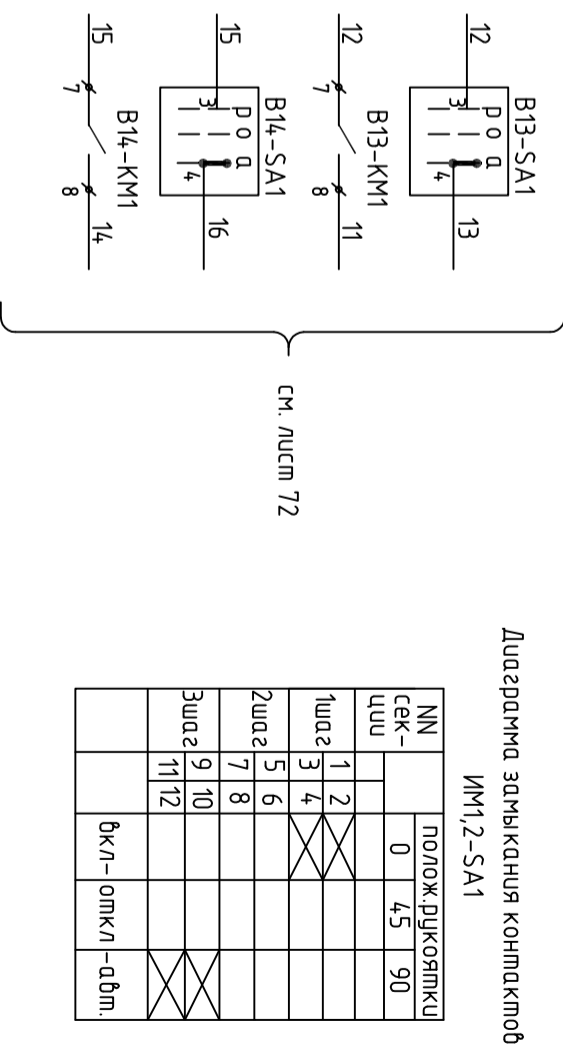 12
B13-SA1
р о а
3
4
13
12
B13-KM1
7
8
11
15
B14-SA1
р о а
3
4
16
15
B14-KM1
7
8
14
см. лист 72
Диаграмма замыкания контактов
ИМ1,2-SA1
NN
сек-
ции
полож.рукоятки
0 45 90
1шаг
1 2
3 4
2шаг
5 6
7 8
3шаг
9 10
11 12
вкл- откл -авт.